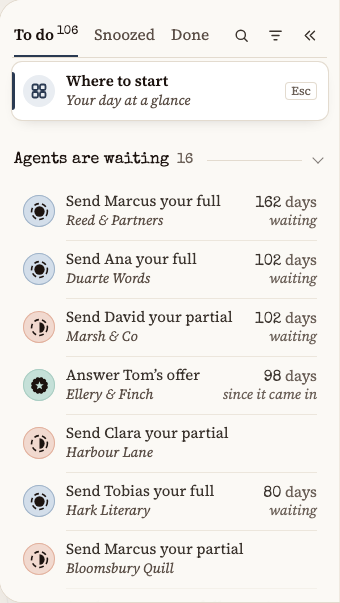 To do 106 Snoozed Done
Where to start
Your day at a glance
Esc
Agents are waiting 16
Send Marcus your full 162 days
Reed & Partners waiting
Send Ana your full 102 days
Duarte Words waiting
Send David your partial 102 days
Marsh & Co waiting
Answer Tom’s offer 98 days
Ellery & Finch since it came in
Send Clara your partial
Harbour Lane
Send Tobias your full 80 days
Hark Literary waiting
Send Marcus your partial
Bloomsbury Quill